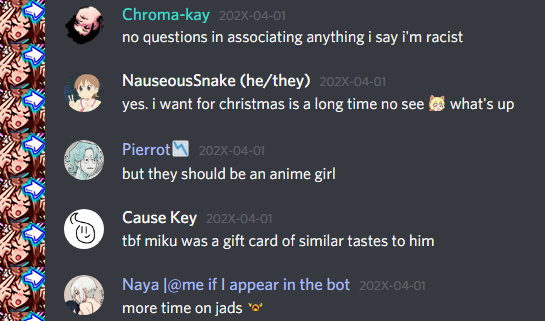 Chroma-kay 202X-04-01
no questions in associating anything i say i'm racist
NauseousSnake (he/they) 202X-04-01
yes. i want for christmas is a long time no see what's up
Pierrot 202X-04-01
but they should be an anime girl
Cause Key 202X-04-01
tbf miku was a gift card of similar tastes to him
Naya |@me if I appear in the bot 202X-04-01
more time on jads